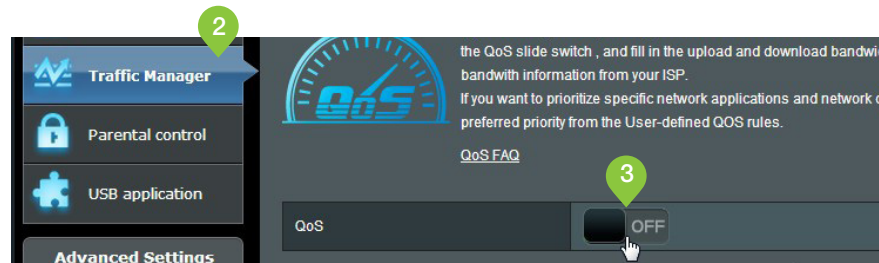 2
Traffic Manager
Parental control
USB application
Advanced Settings
QoS
the QoS slide switch , and fill in the upload and download
bandwith information from your ISP.
If you want to prioritize specific network applications and network
preferred priority from the User-defined QOS rules.
QoS FAQ
3
QoS
OFF